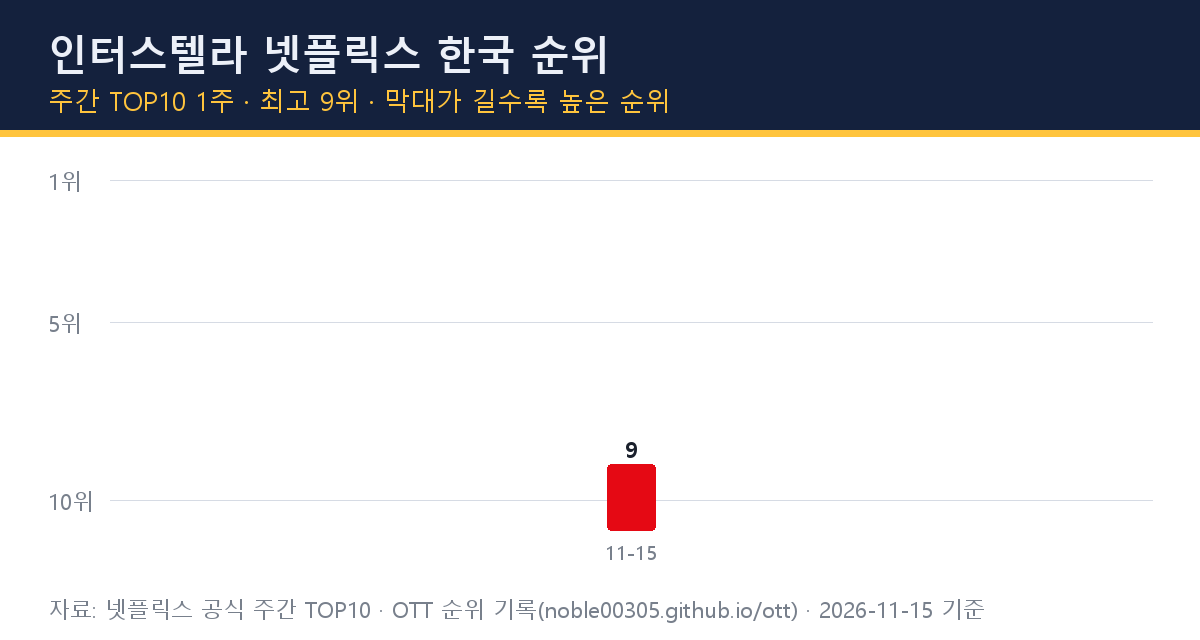 인터스텔라 넷플릭스 한국 순위
주간 TOP10 1주 · 최고 9위 · 막대가 길수록 높은 순위
1위
5위
9
10위
11-15
자료: 넷플릭스 공식 주간 TOP10 · OTT 순위 기록(noble00305.github.io/ott) · 2026-11-15 기준